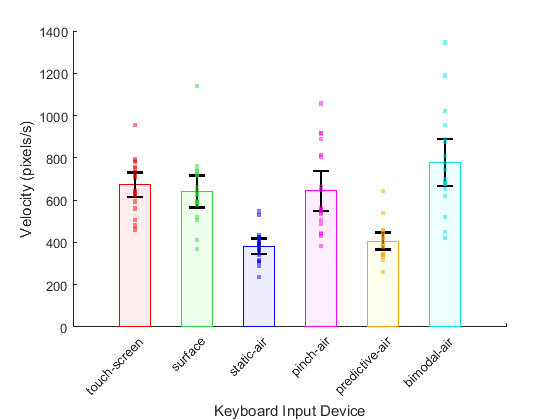 1400
1200
1000
800
600
400
200
0
Velocity (pixels/s)
touch-screen
surface
static-air
pinch-air
predictive-air
bimodal-air
Keyboard Input Device